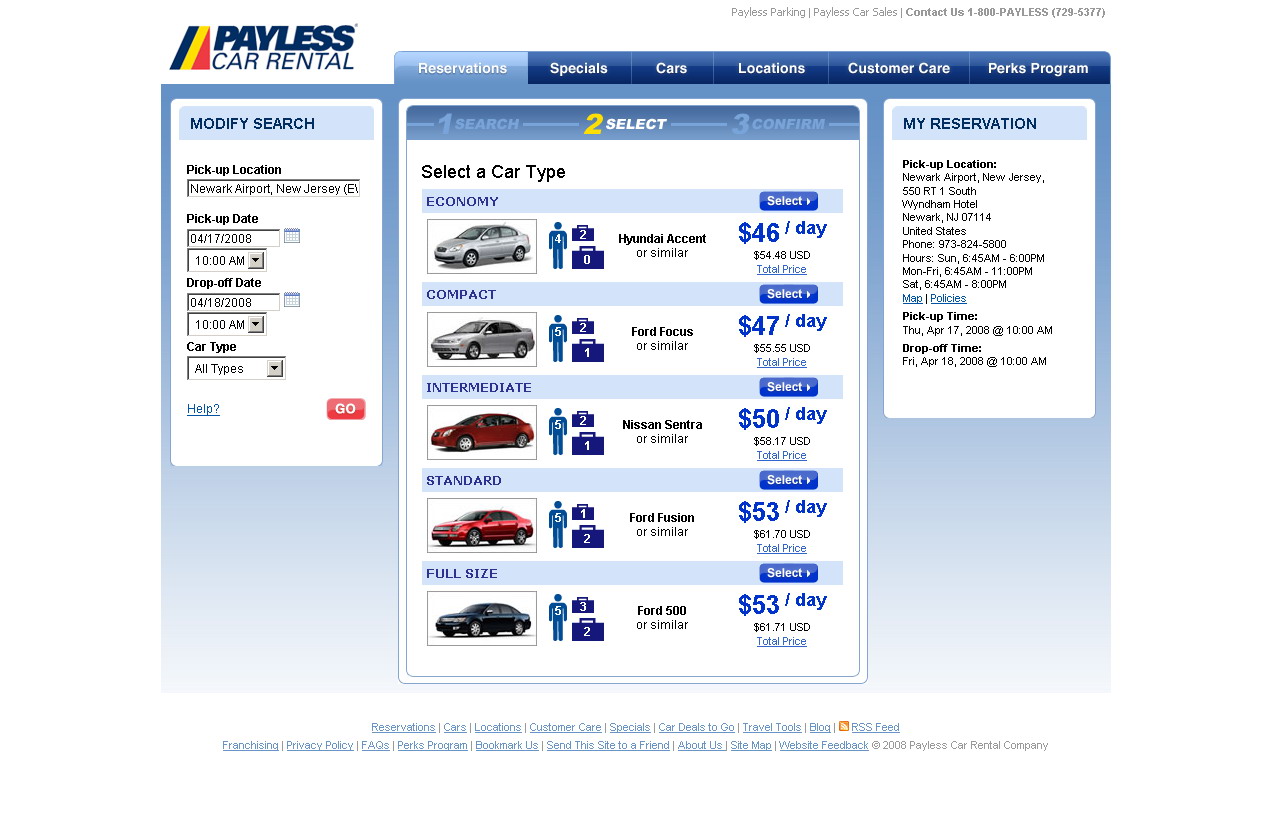 Payless Parking | Payless Car Sales | Contact Us 1-800-PAYLESS (729-5377)
PAYLESS
CAR RENTAL
Reservations Specials Cars Locations Customer Care Perks Program
MODIFY SEARCH
Pick-up Location
Newark Airport, New Jersey (E\
Pick-up Date
04/17/2008
10:00 AM
Drop-off Date
04/18/2008
10:00 AM
Car Type
All Types
Help? GO
1 SEARCH 2 SELECT 3 CONFIRM
Select a Car Type
ECONOMY Select
4 2 0
Hyundai Accent
or similar
$46 / day
$54.48 USD
Total Price
COMPACT Select
5 2 1
Ford Focus
or similar
$47 / day
$55.55 USD
Total Price
INTERMEDIATE Select
5 2 1
Nissan Sentra
or similar
$50 / day
$58.17 USD
Total Price
STANDARD Select
5 1 2
Ford Fusion
or similar
$53 / day
$61.70 USD
Total Price
FULL SIZE Select
5 3 2
Ford 500
or similar
$53 / day
$61.71 USD
Total Price
MY RESERVATION
Pick-up Location:
Newark Airport, New Jersey,
550 RT 1 South
Wyndham Hotel
Newark, NJ 07114
United States
Phone: 973-824-5800
Hours: Sun, 6:45AM - 6:00PM
Mon-Fri, 6:45AM - 11:00PM
Sat, 6:45AM - 8:00PM
Map | Policies
Pick-up Time:
Thu, Apr 17, 2008 @ 10:00 AM
Drop-off Time:
Fri, Apr 18, 2008 @ 10:00 AM
Reservations | Cars | Locations | Customer Care | Specials | Car Deals to Go | Travel Tools | Blog | RSS Feed
Franchising | Privacy Policy | FAQs | Perks Program | Bookmark Us | Send This Site to a Friend | About Us | Site Map | Website Feedback © 2008 Payless Car Rental Company